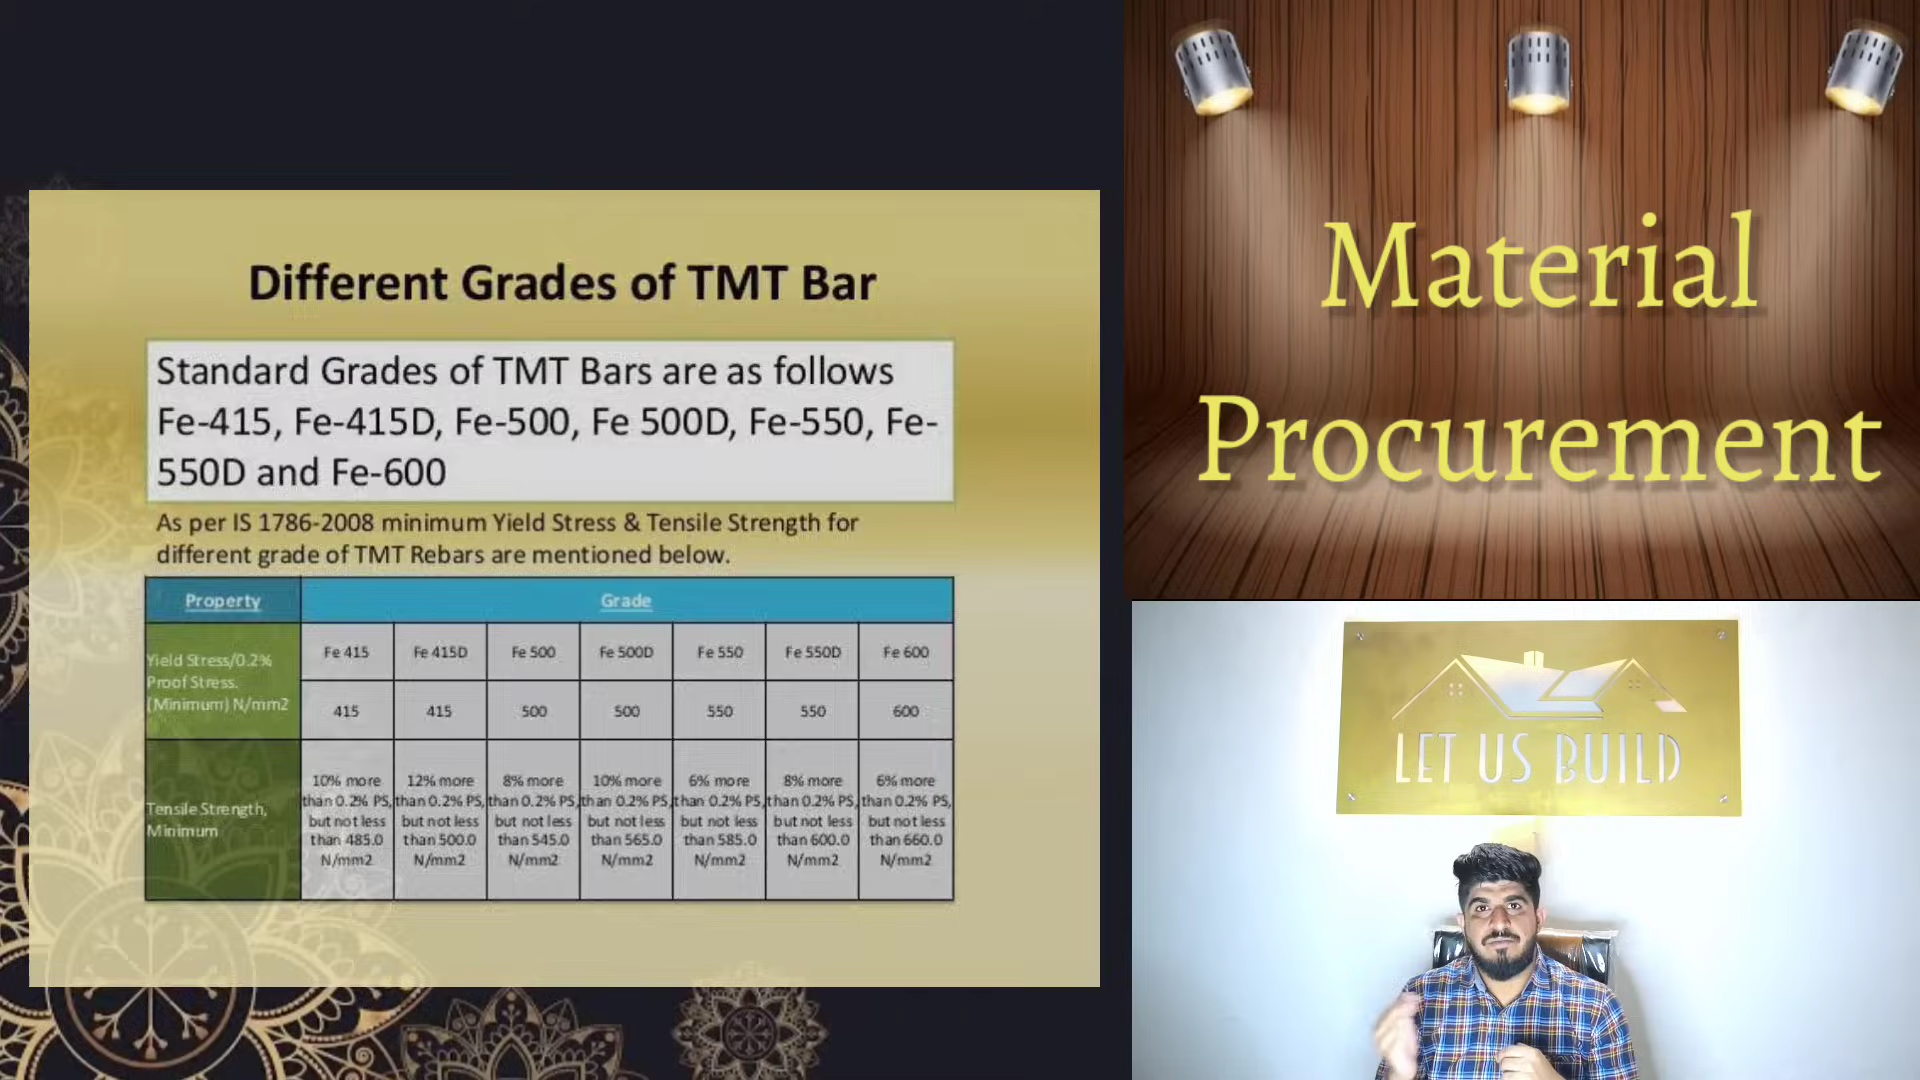 Different Grades of TMT Bar
Standard Grades of TMT Bars are as follows
Fe-415, Fe-415D, Fe-500, Fe 500D, Fe-550, Fe-
550D and Fe-600
As per IS 1786-2008 minimum Yield Stress & Tensile Strength for
different grade of TMT Rebars are mentioned below.
Property
Grade
Yield Stress/0.2%
Proof Stress.
(Minimum) N/mm2
Fe 415
Fe 415D
Fe 500
Fe 500D
Fe 550
Fe 550D
Fe 600
415
415
500
500
550
550
600
Tensile Strength,
Minimum
10% more
than 0.2% PS,
but not less
than 485.0
N/mm2
12% more
than 0.2% PS,
but not less
than 500.0
N/mm2
8% more
than 0.2% PS,
but not less
than 545.0
N/mm2
10% more
than 0.2% PS,
but not less
than 565.0
N/mm2
6% more
than 0.2% PS,
but not less
than 585.0
N/mm2
8% more
than 0.2% PS,
but not less
than 600.0
N/mm2
6% more
than 0.2% PS,
but not less
than 660.0
N/mm2
Material
Procurement
LET US BUILD